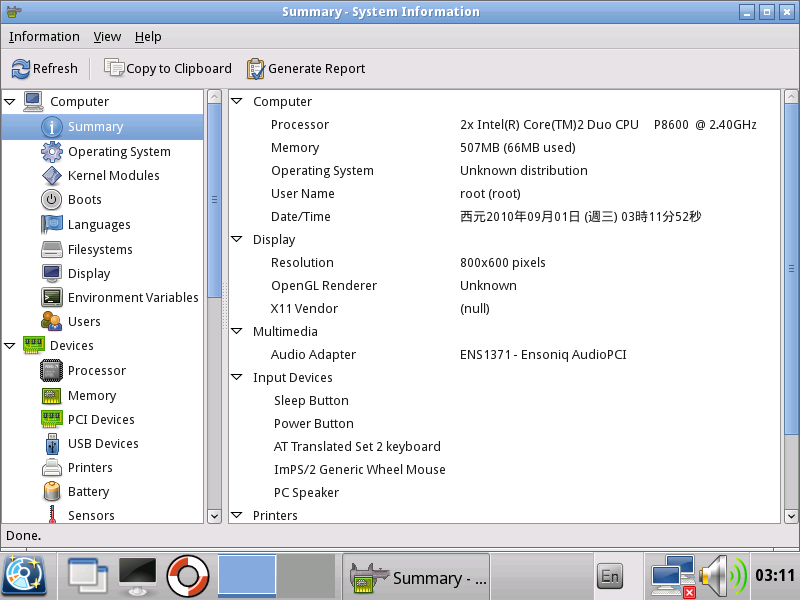 Summary - System Information
Information View Help
Refresh Copy to Clipboard Generate Report
Computer
Summary
Operating System
Kernel Modules
Boots
Languages
Filesystems
Display
Environment Variables
Users
Devices
Processor
Memory
PCI Devices
USB Devices
Printers
Battery
Sensors
Computer
Processor 2x Intel(R) Core(TM)2 Duo CPU P8600 @ 2.40GHz
Memory 507MB (66MB used)
Operating System Unknown distribution
User Name root (root)
Date/Time 西元2010年09月01日 (週三) 03時11分52秒
Display
Resolution 800x600 pixels
OpenGL Renderer Unknown
X11 Vendor (null)
Multimedia
Audio Adapter ENS1371 - Ensoniq AudioPCI
Input Devices
Sleep Button
Power Button
AT Translated Set 2 keyboard
ImPS/2 Generic Wheel Mouse
PC Speaker
Printers
Done.
Summary - ... En 03:11